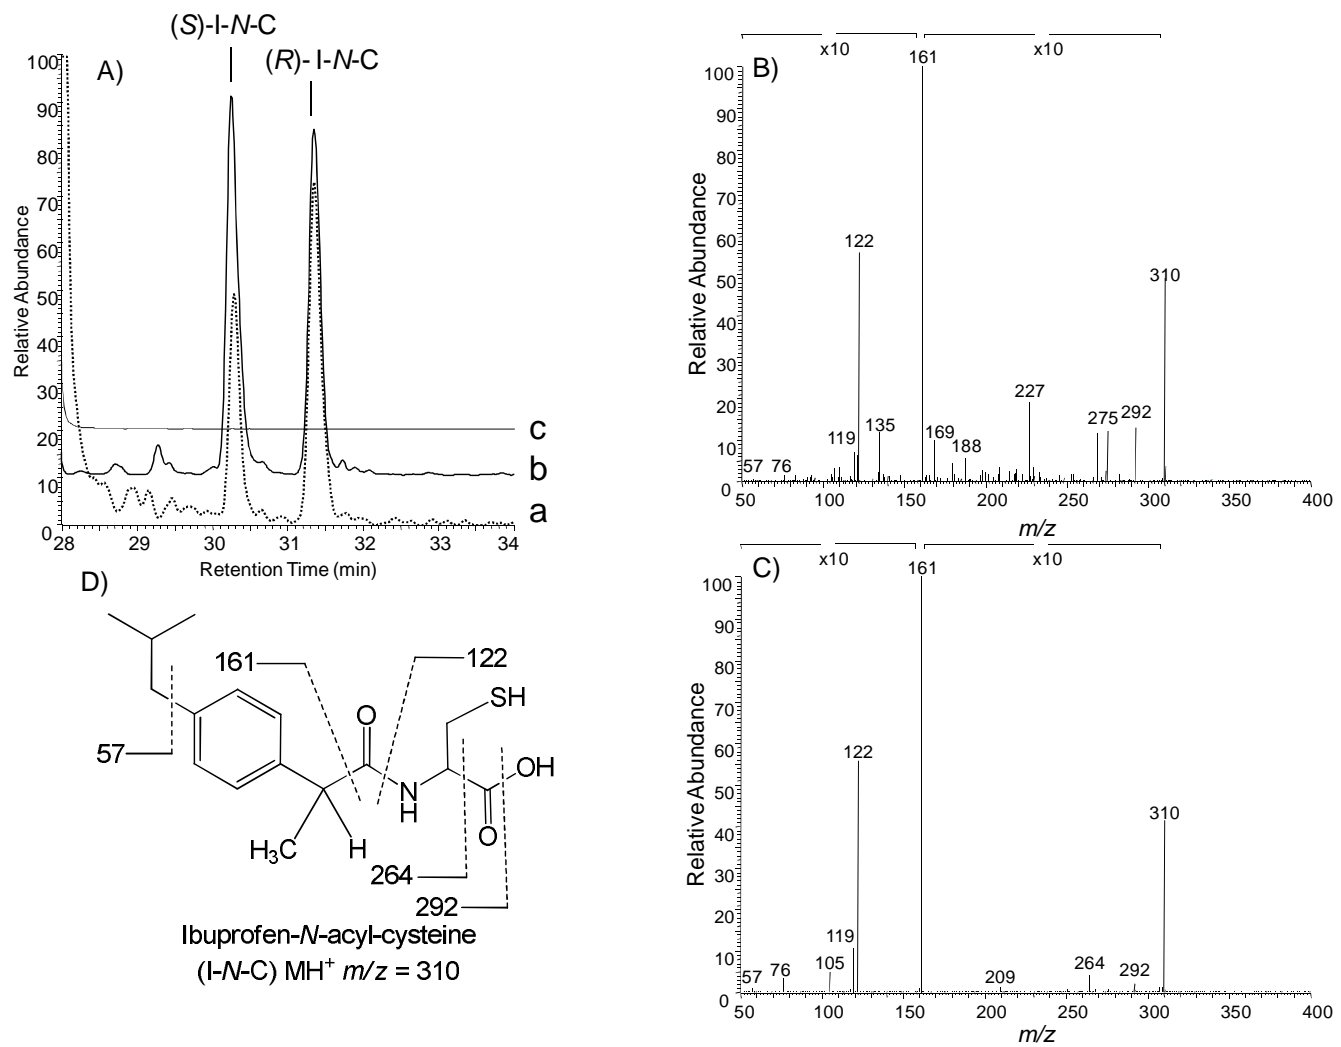 (S)-I-N-C
(R)- I-N-C
A)
100
90
80
70
60
50
40
30
20
10
0
Relative Abundance
c
b
a
28
30
31
32
33
34
Retention Time (min)
B)
x10
x10
161
100
90
80
70
60
50
40
30
20
10
0
Relative Abundance
122
310
227
119
135
169
188
275
292
57
76
50
100
150
200
250
300
350
400
m/z
C)
x10
x10
161
100
90
80
70
60
50
40
30
20
10
0
Relative Abundance
122
310
119
105
57
76
209
264
292
50
100
150
200
250
300
350
400
m/z
D)
161
122
57
O
SH
OH
N
H
O
H3C
H
264
292
Ibuprofen-N-acyl-cysteine
(I-N-C) MH+ m/z = 310